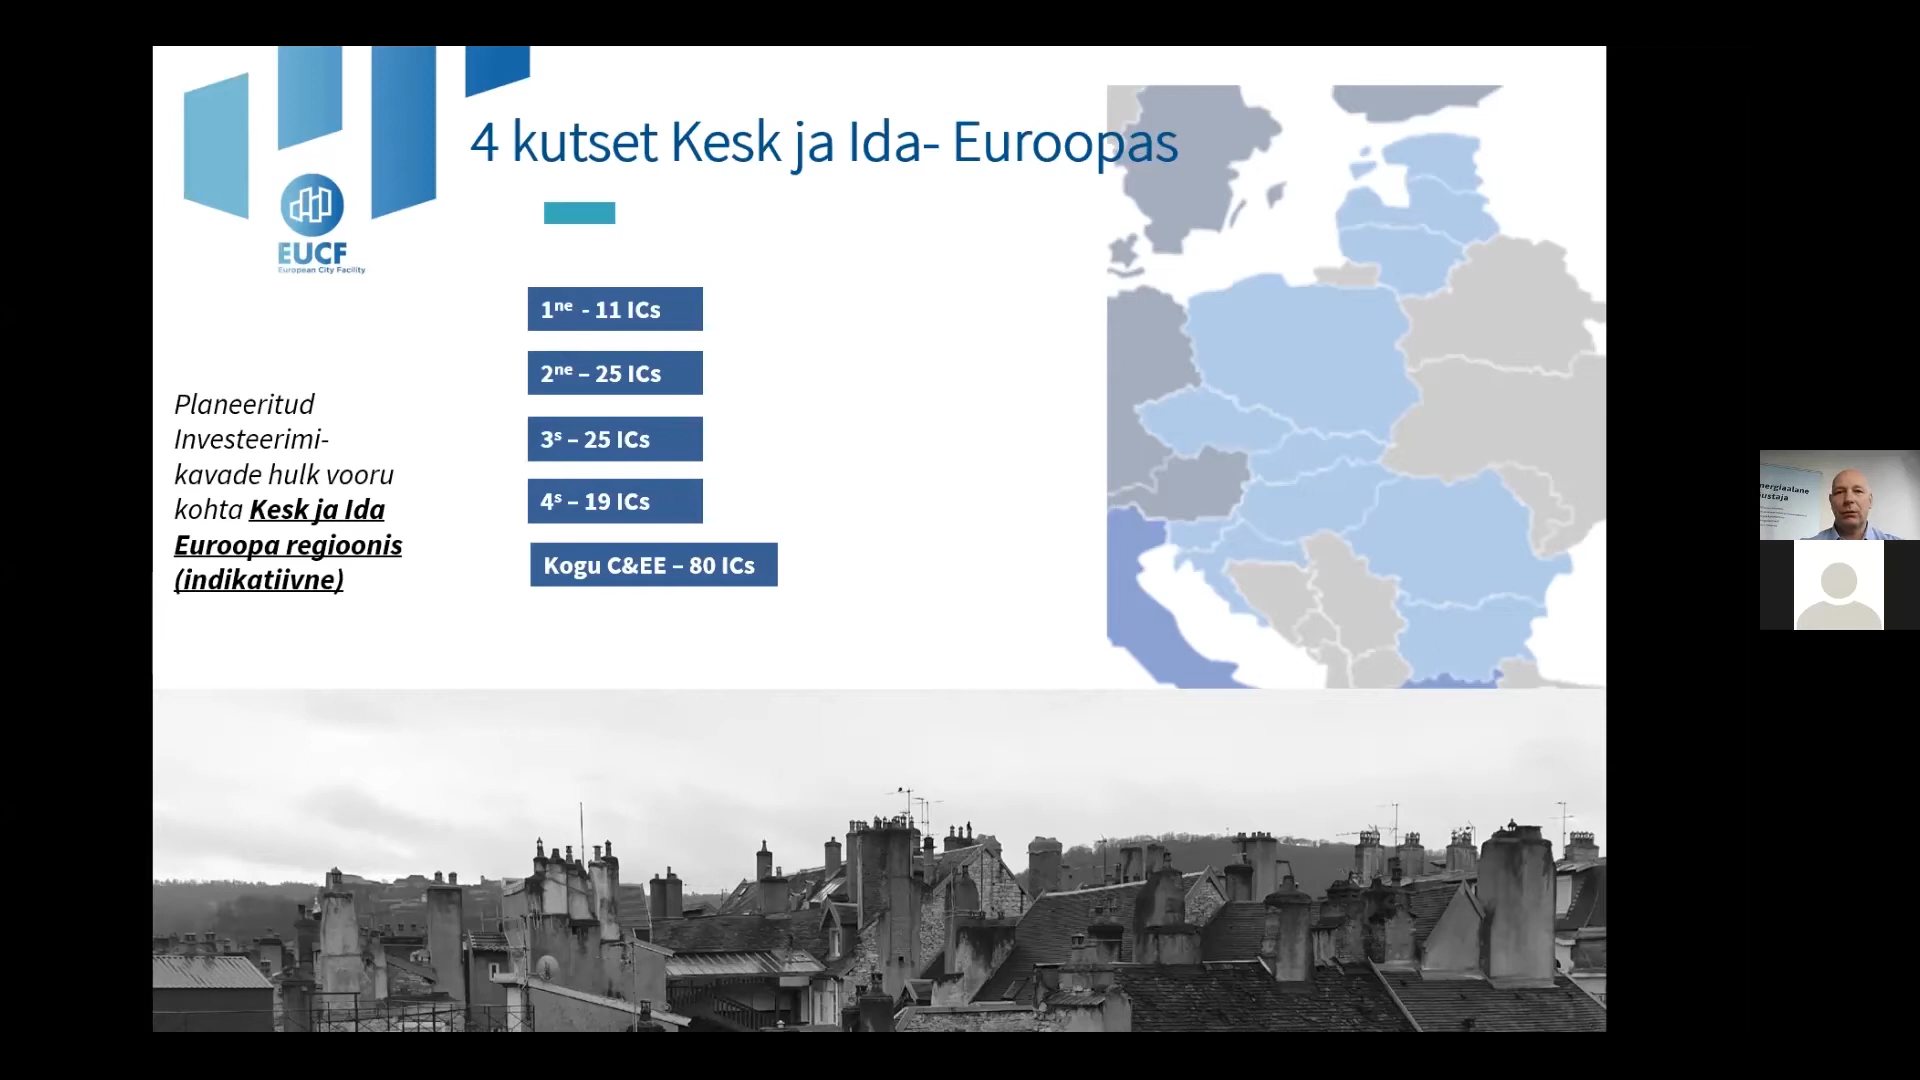 4 kutset Kesk ja Ida- Euroopas
EUCF
European City Facility
1ⁿᵉ - 11 ICs
2ⁿᵉ – 25 ICs
3ˢ – 25 ICs
4ˢ – 19 ICs
Kogu C&EE – 80 ICs
Planeeritud
Investeerimi-
kavade hulk vooru
kohta Kesk ja Ida
Euroopa regioonis
(indikatiivne)